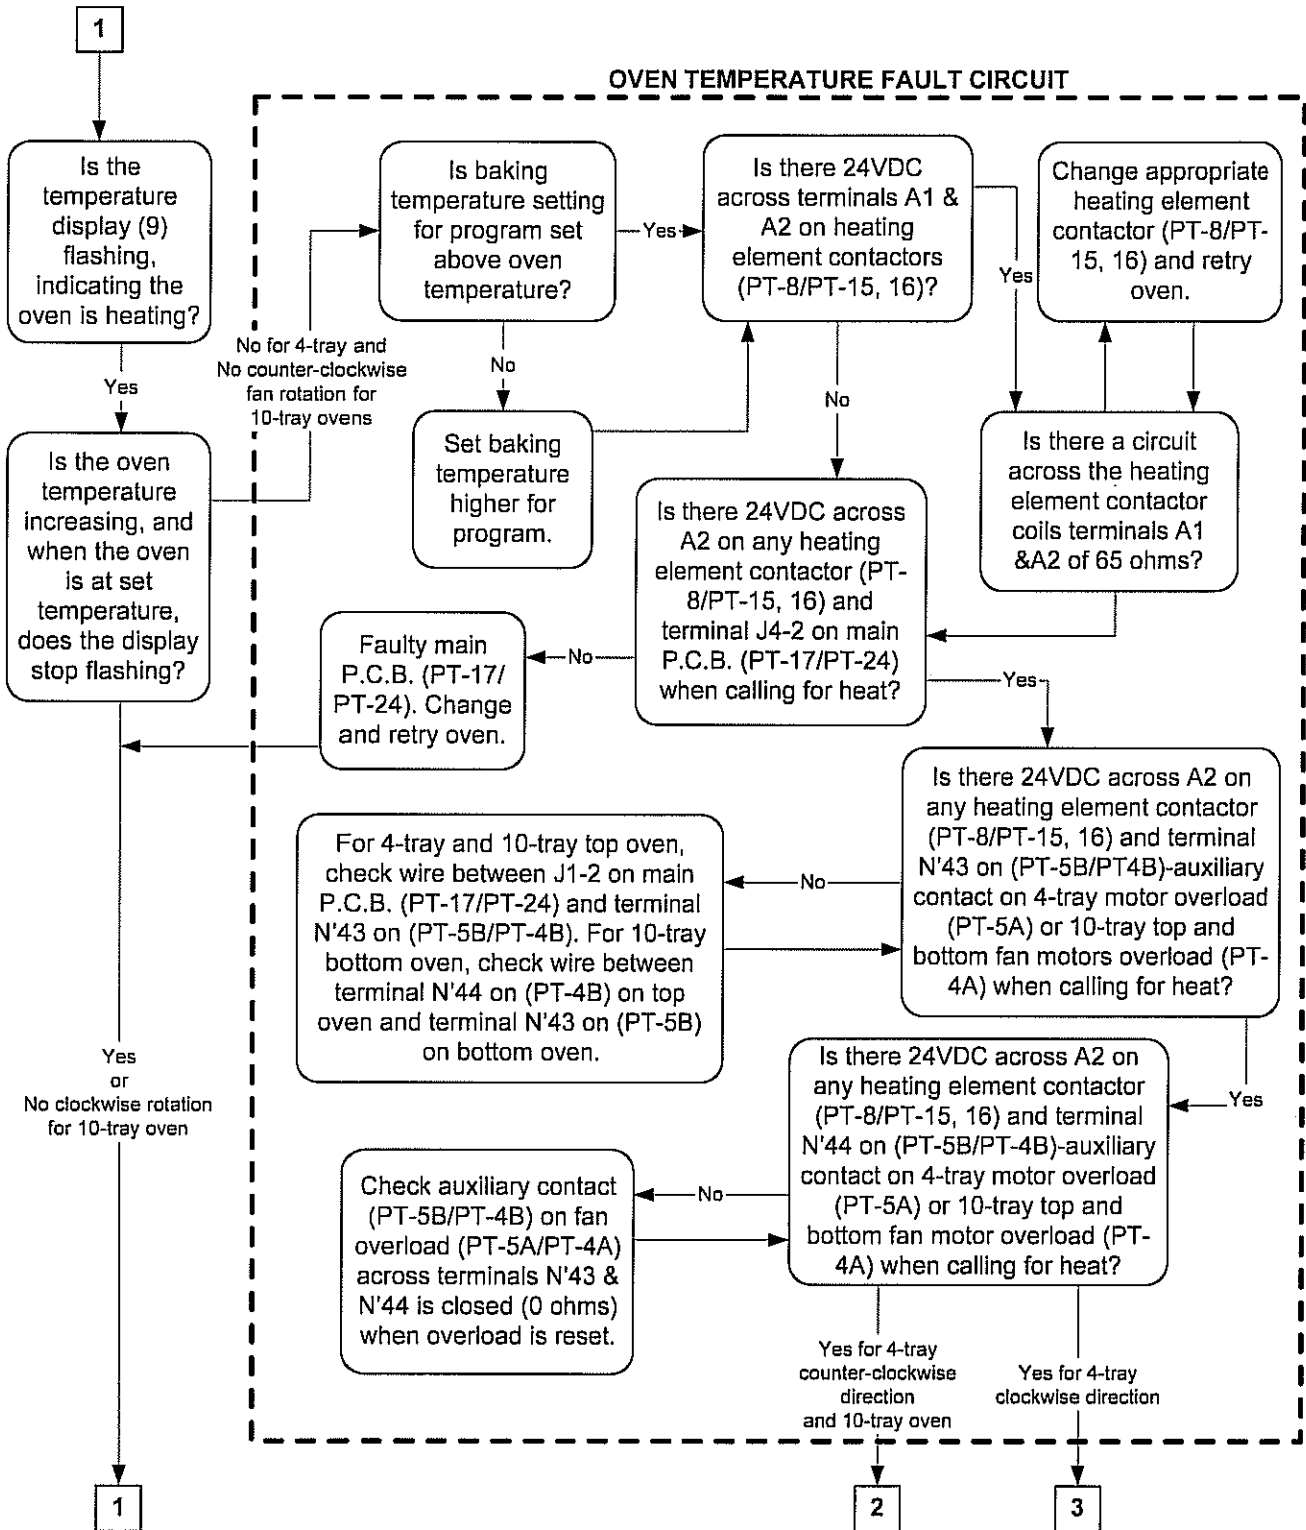 1
OVEN TEMPERATURE FAULT CIRCUIT
Is the
temperature
display (9)
flashing,
indicating the
oven is heating?
Yes
Is the oven
temperature
increasing, and
when the oven
is at set
temperature,
does the display
stop flashing?
No for 4-tray and
No counter-clockwise
fan rotation for
10-tray ovens
Yes
or
No clockwise rotation
for 10-tray oven
1
Is baking
temperature setting
for program set
above oven
temperature?
Yes
No
Set baking
temperature
higher for
program.
Is there 24VDC
across terminals A1 &
A2 on heating
element contactors
(PT-8/PT-15, 16)?
Yes
No
Change appropriate
heating element
contactor (PT-8/PT-
15, 16) and retry
oven.
Is there a circuit
across the heating
element contactor
coils terminals A1
&A2 of 65 ohms?
Is there 24VDC across
A2 on any heating
element contactor (PT-
8/PT-15, 16) and
terminal J4-2 on main
P.C.B. (PT-17/PT-24)
when calling for heat?
No
Yes
Faulty main
P.C.B. (PT-17/
PT-24). Change
and retry oven.
Is there 24VDC across A2 on
any heating element contactor
(PT-8/PT-15, 16) and terminal
N'43 on (PT-5B/PT4B)-auxiliary
contact on 4-tray motor overload
(PT-5A) or 10-tray top and
bottom fan motors overload (PT-
4A) when calling for heat?
No
Yes
For 4-tray and 10-tray top oven,
check wire between J1-2 on main
P.C.B. (PT-17/PT-24) and terminal
N'43 on (PT-5B/PT-4B). For 10-tray
bottom oven, check wire between
terminal N'44 on (PT-4B) on top
oven and terminal N'43 on (PT-5B)
on bottom oven.
Is there 24VDC across A2 on
any heating element contactor
(PT-8/PT-15, 16) and terminal
N'44 on (PT-5B/PT-4B)-auxiliary
contact on 4-tray motor overload
(PT-5A) or 10-tray top and
bottom fan motor overload (PT-
4A) when calling for heat?
No
Check auxiliary contact
(PT-5B/PT-4B) on fan
overload (PT-5A/PT-4A)
across terminals N'43 &
N'44 is closed (0 ohms)
when overload is reset.
Yes for 4-tray
counter-clockwise
direction
and 10-tray oven
Yes for 4-tray
clockwise direction
2
3